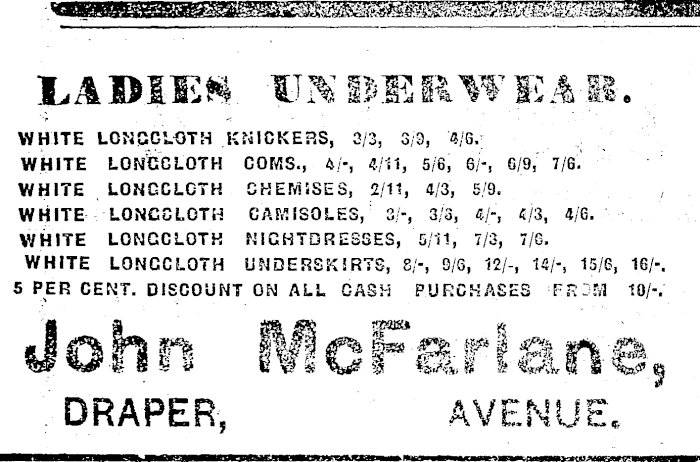 LADIES UNDERWEAR.
WHITE LONGCLOTH KNICKERS, 3/3, 3/9, 4/6.
WHITE LONGCLOTH COMS., 4/-, 4/11, 5/6, 6/-, 6/9, 7/6.
WHITE LONGCLOTH CHEMISES, 2/11, 4/3, 5/9.
WHITE LONGCLOTH CAMISOLES, 3/-, 3/3, 4/-, 4/3, 4/6.
WHITE LONGCLOTH NIGHTDRESSES, 5/11, 7/3, 7/6.
WHITE LONGCLOTH UNDERSKIRTS, 8/-, 9/6, 12/-, 14/-, 15/6, 16/-.
5 PER CENT. DISCOUNT ON ALL CASH PURCHASES FROM 10/-.
John McFarlane,
DRAPER, AVENUE.